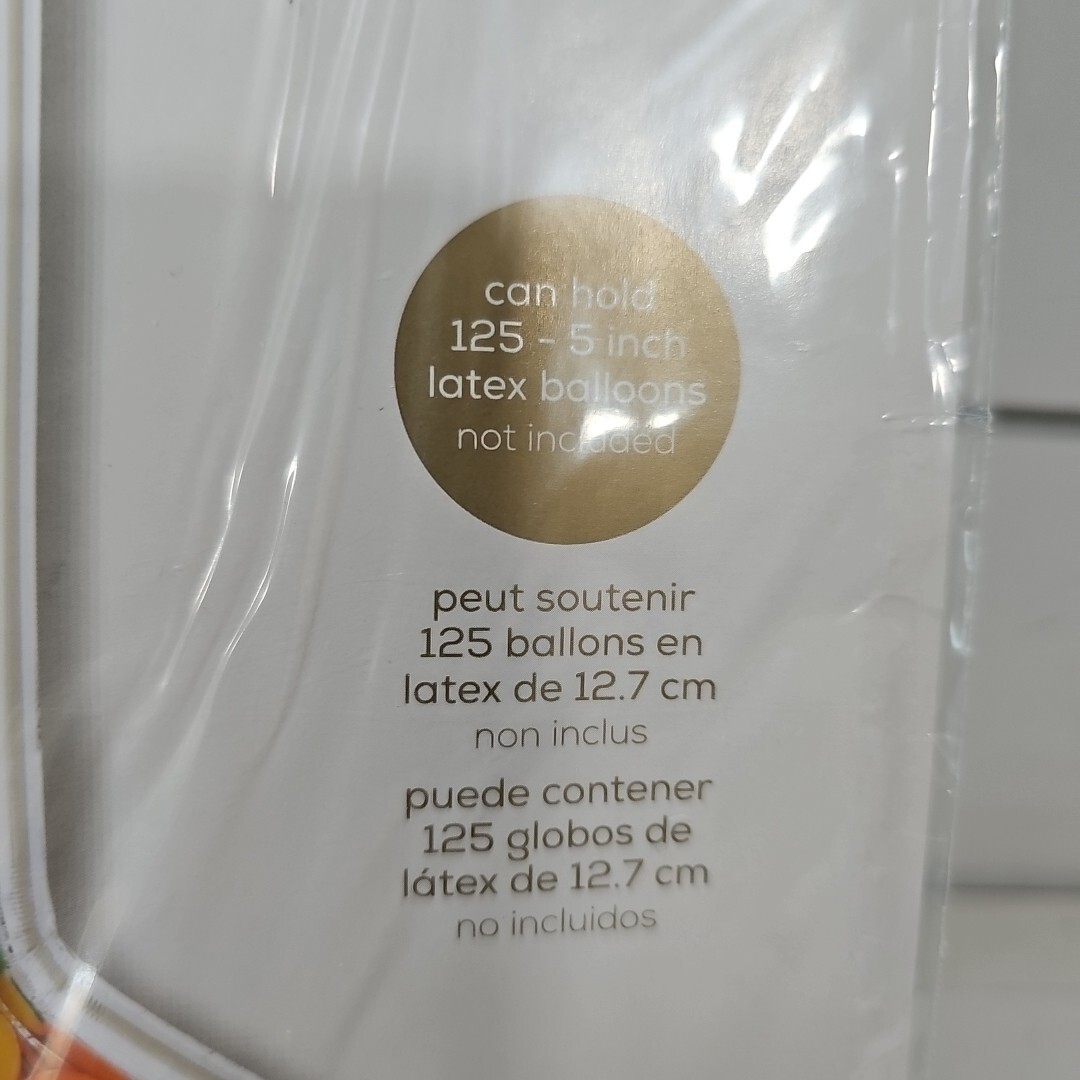 can hold
125 - 5 inch
latex balloons
not included
peut soutenir
125 ballons en
latex de 12.7 cm
non inclus
puede contener
125 globos de
látex de 12.7 cm
no incluidos